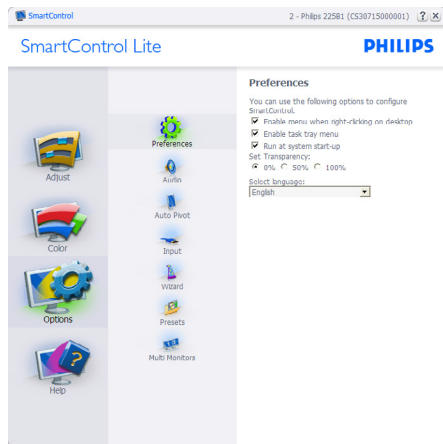 SmartControl
2 - Philips 225B1 (CS30715000001)
SmartControl Lite
PHILIPS
Adjust
Color
Options
Help
Preferences
Audio
Auto Pivot
Input
Wizard
Presets
Multi Monitors
Preferences
You can use the following options to configure
SmartControl.
Enable menu when right-clicking on desktop
Enable task tray menu
Run at system start-up
Set Transparency:
0% 50% 100%
Select language:
English